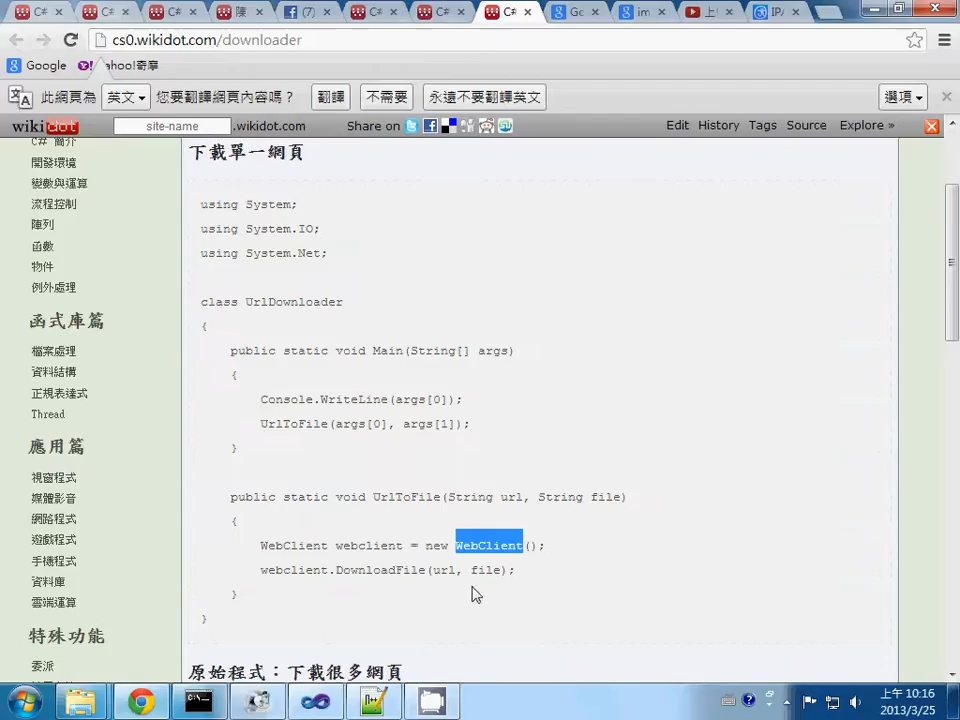 C#
C#
C#
陳
(7)
C#
C#
C#
Gc
im
上
IPA
cs0.wikidot.com/downloader
Google
ahoo!奇摩
此網頁為 英文 您要翻譯網頁內容嗎？ 翻譯 不需要 永遠不要翻譯英文 選項
wikidot site-name .wikidot.com Share on Edit History Tags Source Explore »
C# 簡介
開發環境
變數與運算
流程控制
陣列
函數
物件
例外處理
函式庫篇
檔案處理
資料結構
正規表達式
Thread
應用篇
視窗程式
媒體影音
網路程式
遊戲程式
手機程式
資料庫
雲端運算
特殊功能
委派
下載單一網頁
using System;
using System.IO;
using System.Net;
class UrlDownloader
{
public static void Main(String[] args)
{
Console.WriteLine(args[0]);
UrlToFile(args[0], args[1]);
}
public static void UrlToFile(String url, String file)
{
WebClient webclient = new WebClient();
webclient.DownloadFile(url, file);
}
}
原始程式：下載很多網頁
上午 10:16
2013/3/25